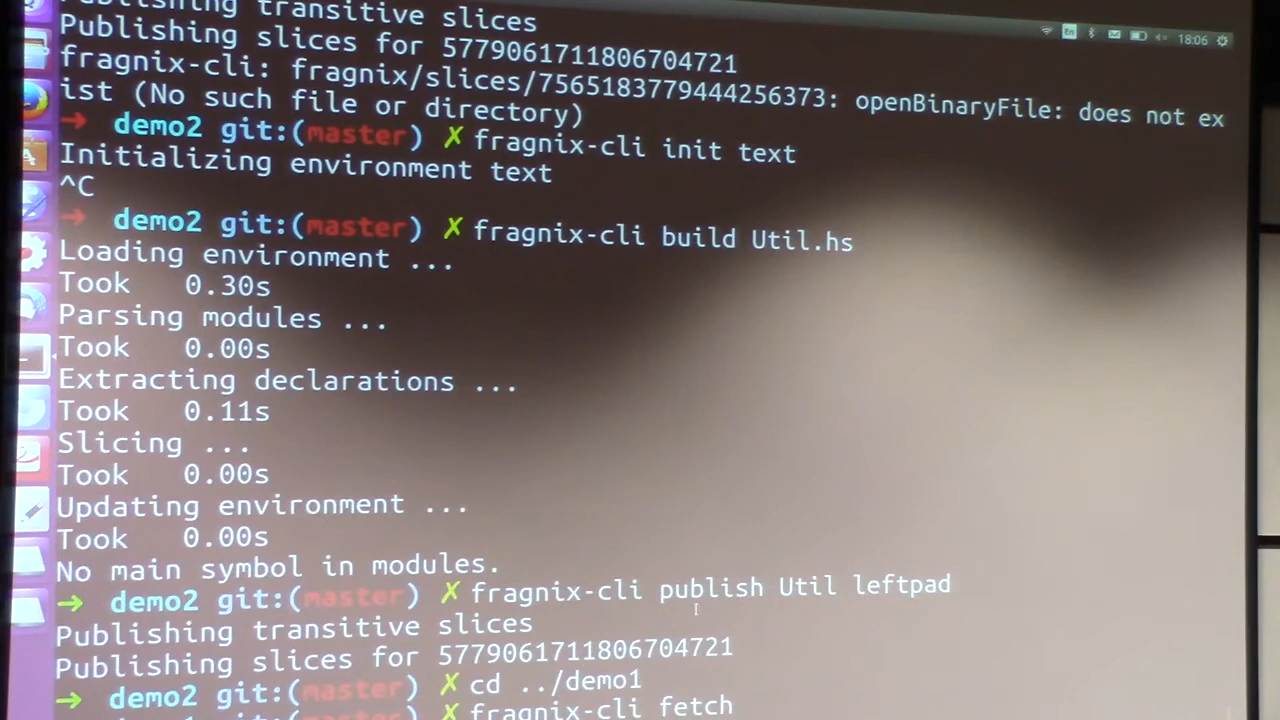 Publishing transitive slices
Publishing slices for 5779061711806704721
fragnix-cli: fragnix/slices/7565183779444256373: openBinaryFile: does not ex
ist (No such file or directory)
➜ demo2 git:(master) ✗ fragnix-cli init text
Initializing environment text
^C
➜ demo2 git:(master) ✗ fragnix-cli build Util.hs
Loading environment ...
Took 0.30s
Parsing modules ...
Took 0.00s
Extracting declarations ...
Took 0.11s
Slicing ...
Took 0.00s
Updating environment ...
Took 0.00s
No main symbol in modules.
➜ demo2 git:(master) ✗ fragnix-cli publish Util leftpad
Publishing transitive slices
Publishing slices for 5779061711806704721
➜ demo2 git:(master) ✗ cd ../demo1
✗ fragnix-cli fetch
En
18:06